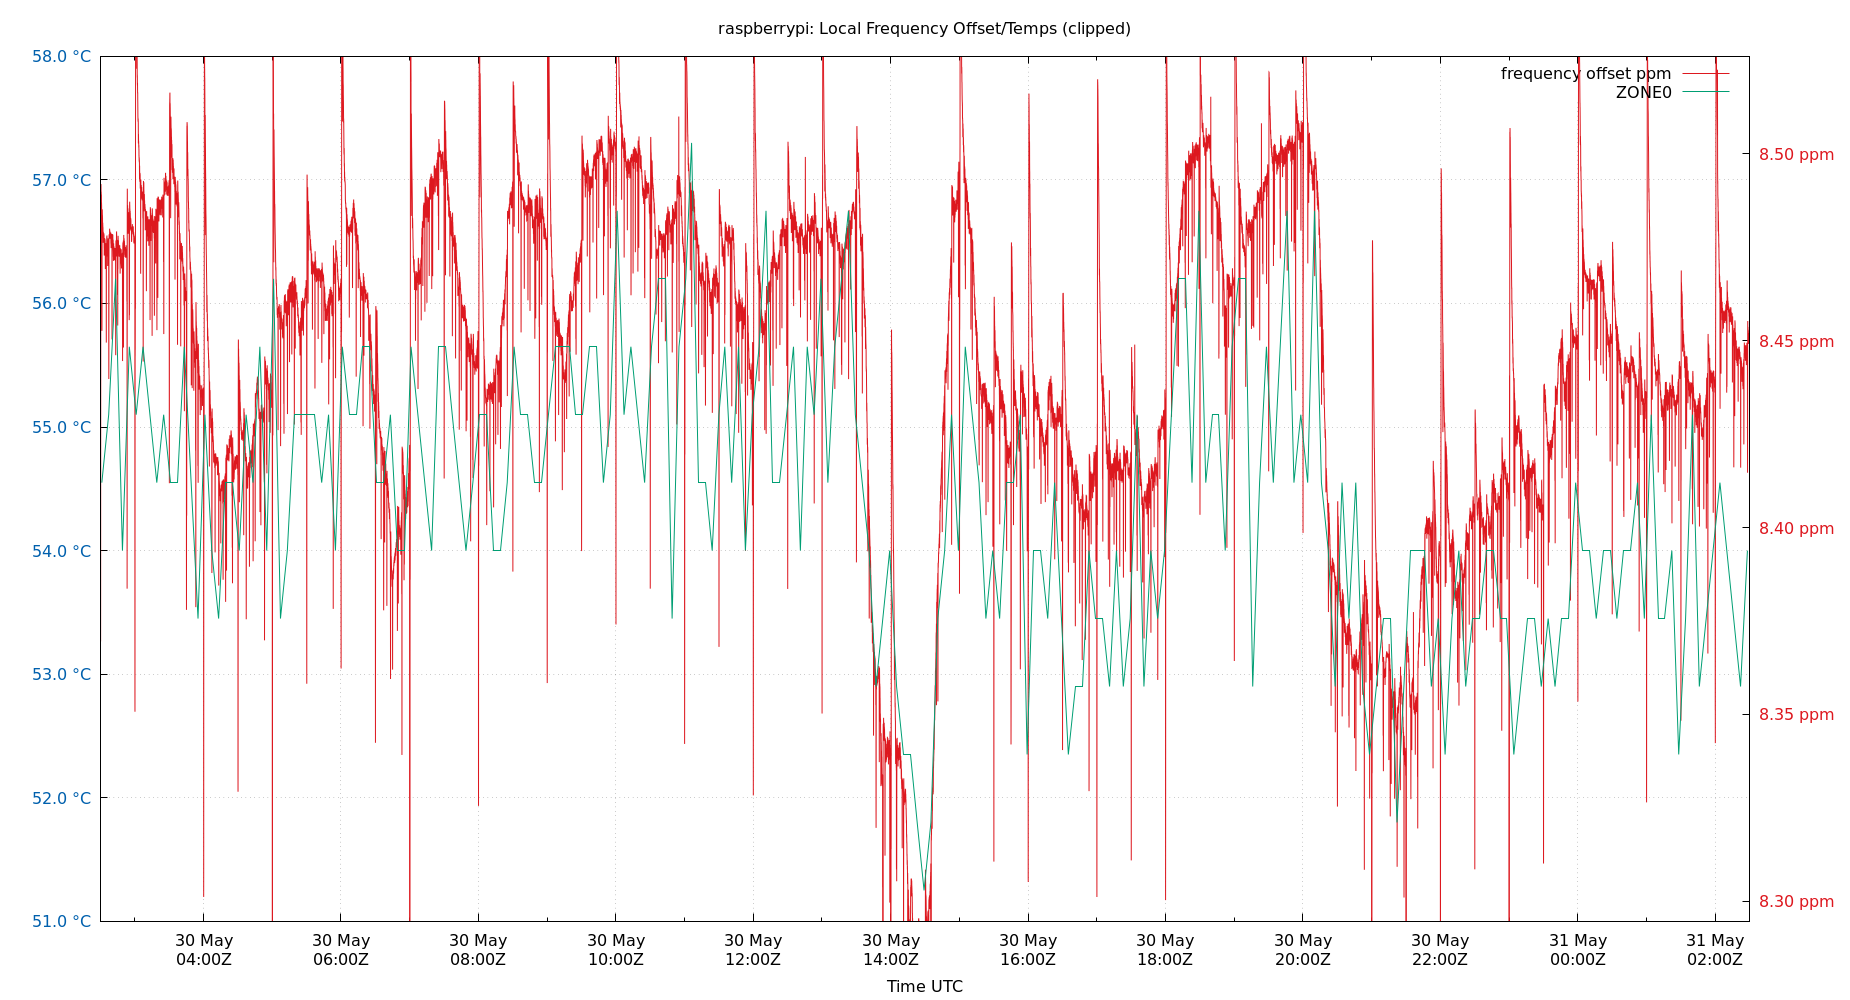 raspberrypi: Local Frequency Offset/Temps (clipped)
58.0 °C
57.0 °C
56.0 °C
55.0 °C
54.0 °C
53.0 °C
52.0 °C
51.0 °C
frequency offset ppm
ZONE0
8.50 ppm
8.45 ppm
8.40 ppm
8.35 ppm
8.30 ppm
30 May 30 May 30 May 30 May 30 May 30 May 30 May 30 May 30 May 30 May 31 May 31 May
04:00Z 06:00Z 08:00Z 10:00Z 12:00Z 14:00Z 16:00Z 18:00Z 20:00Z 22:00Z 00:00Z 02:00Z
Time UTC